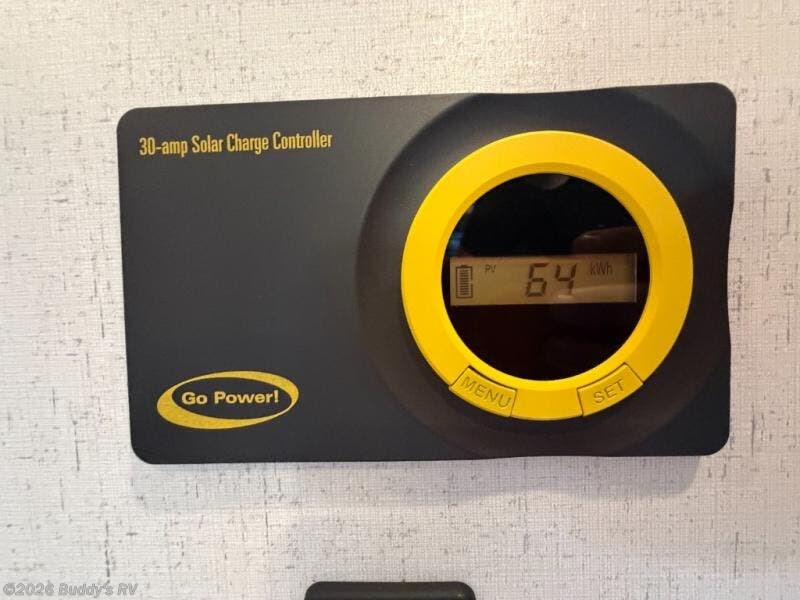 30-amp Solar Charge Controller
PV 64 kWh
MENU SET
Go Power!
©2026 Buddy's RV